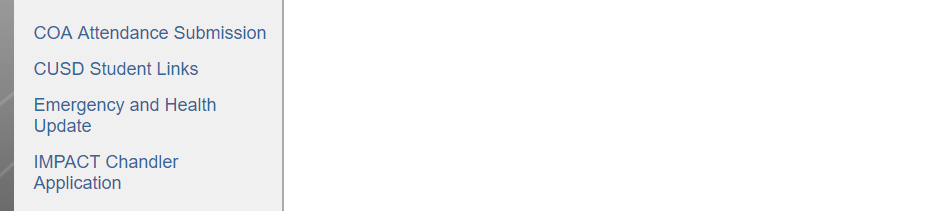 COA Attendance Submission
CUSD Student Links
Emergency and Health
Update
IMPACT Chandler
Application